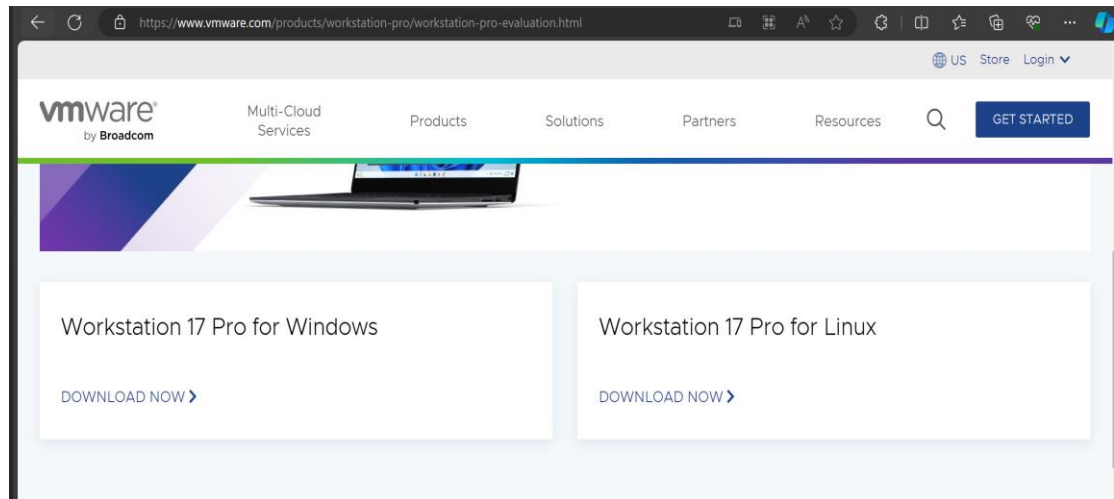 https://www.vmware.com/products/workstation-pro/workstation-pro-evaluation.html
US Store Login
vmware®
by Broadcom
Multi-Cloud
Services
Products
Solutions
Partners
Resources
GET STARTED
Workstation 17 Pro for Windows
DOWNLOAD NOW
Workstation 17 Pro for Linux
DOWNLOAD NOW